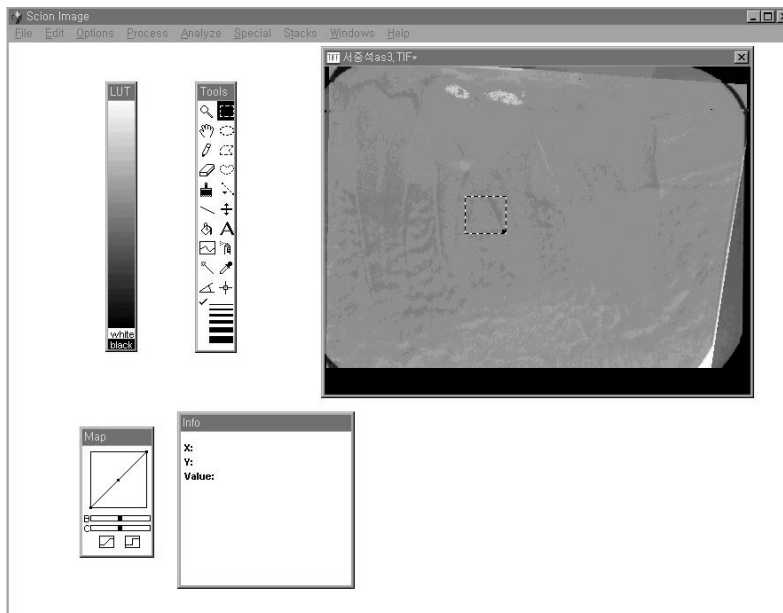 Scion Image
File Edit Options Process Analyze Special Stacks Windows Help
LUT
white
black
Tools
A
TIFF 서중석as3.TIF*
Map
B
C
Info
X:
Y:
Value: